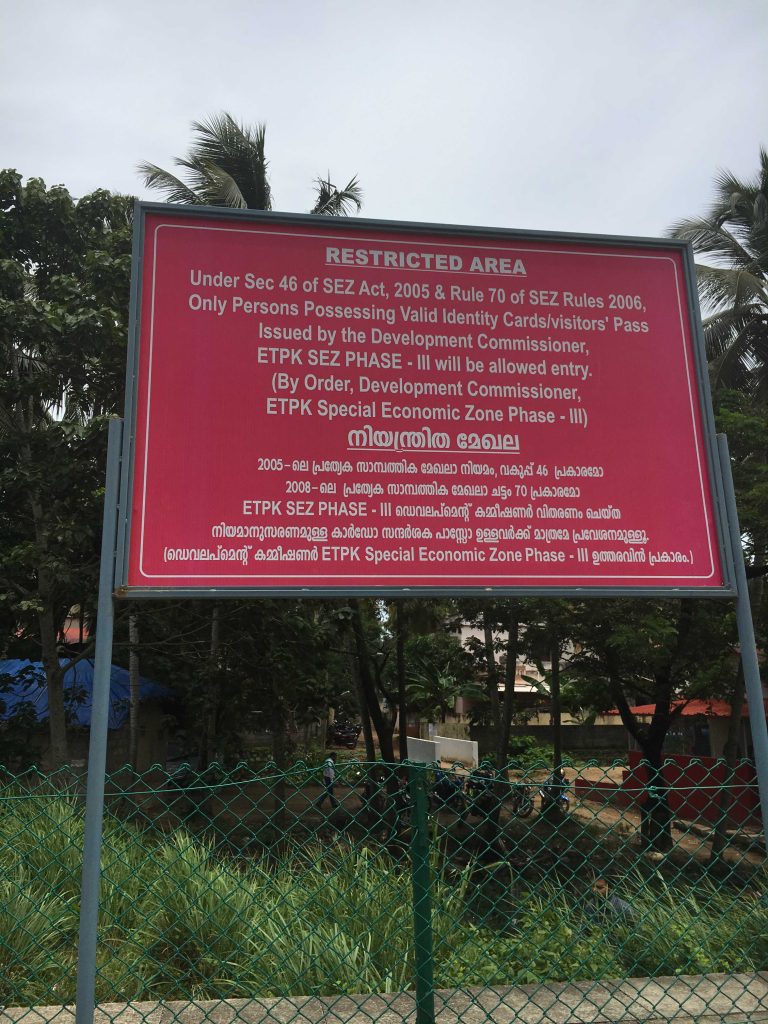 RESTRICTED AREA
Under Sec 46 of SEZ Act, 2005 & Rule 70 of SEZ Rules 2006,
Only Persons Possessing Valid Identity Cards/visitors' Pass
Issued by the Development Commissioner,
ETPK SEZ PHASE - III will be allowed entry.
(By Order, Development Commissioner,
ETPK Special Economic Zone Phase - III)
നിയന്ത്രിത മേഖല
2005-ലെ പ്രത്യേക സാമ്പത്തിക മേഖലാ നിയമം, വകുപ്പ് 46 പ്രകാരമോ
2008-ലെ പ്രത്യേക സാമ്പത്തിക മേഖലാ ചട്ടം 70 പ്രകാരമോ
ETPK SEZ PHASE - III ഡെവലപ്മെന്റ് കമ്മീഷണർ വിതരണം ചെയ്ത
നിയമാനുസരണമുള്ള കാർഡോ സന്ദർശക പാസ്സോ ഉള്ളവർക്ക് മാത്രമേ പ്രവേശനമുള്ളൂ.
(ഡെവലപ്മെന്റ് കമ്മീഷണർ ETPK Special Economic Zone Phase - III ഉത്തരവിൻ പ്രകാരം.)